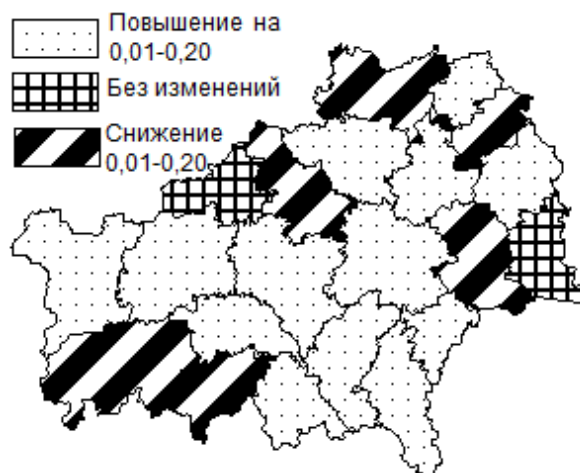 Повышение на
0,01-0,20
Без изменений
Снижение
0,01-0,20